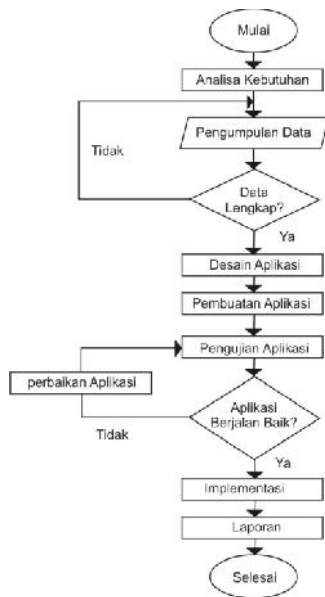 Mulai
Analisa Kebutuhan
Pengumpulan Data
Tidak
Data
Lengkap?
Ya
Desain Aplikasi
Pembuatan Aplikasi
Pengujian Aplikasi
perbaikan Aplikasi
Aplikasi
Berjalan Baik?
Tidak
Ya
Implementasi
Laporan
Selesai